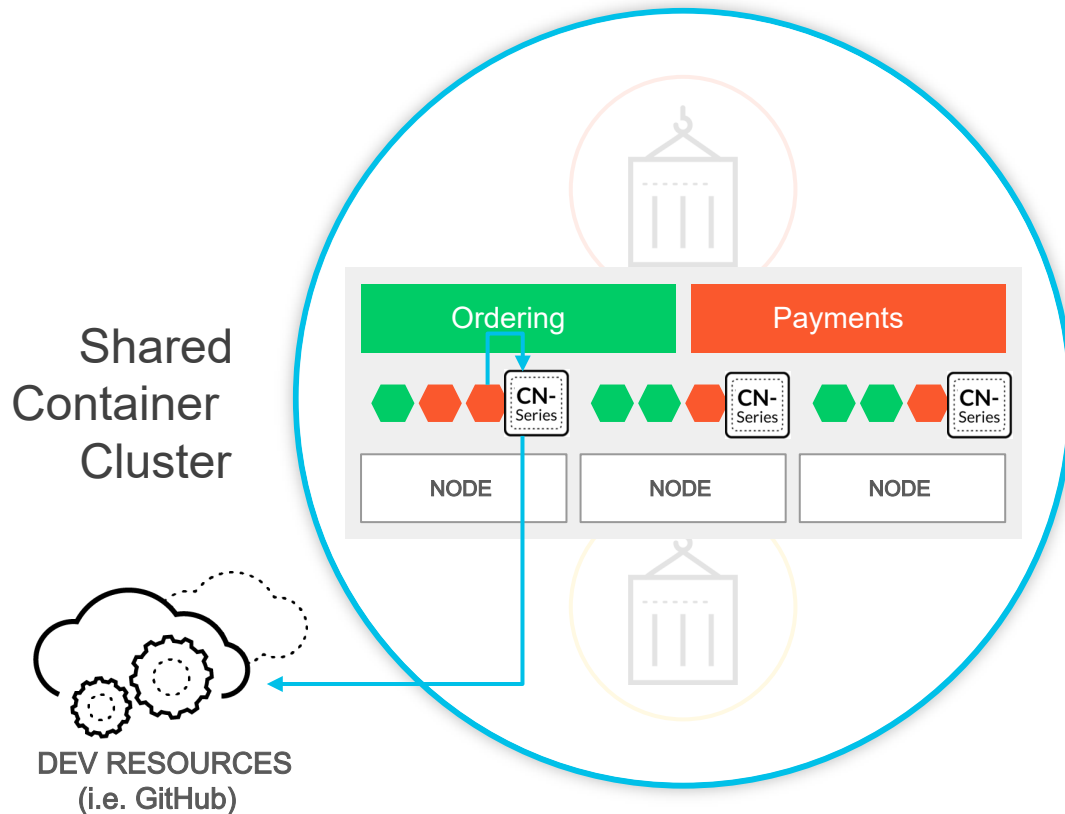 Shared
Container
Cluster
Ordering
Payments
CN-
Series
CN-
Series
CN-
Series
NODE
NODE
NODE
DEV RESOURCES
(i.e. GitHub)